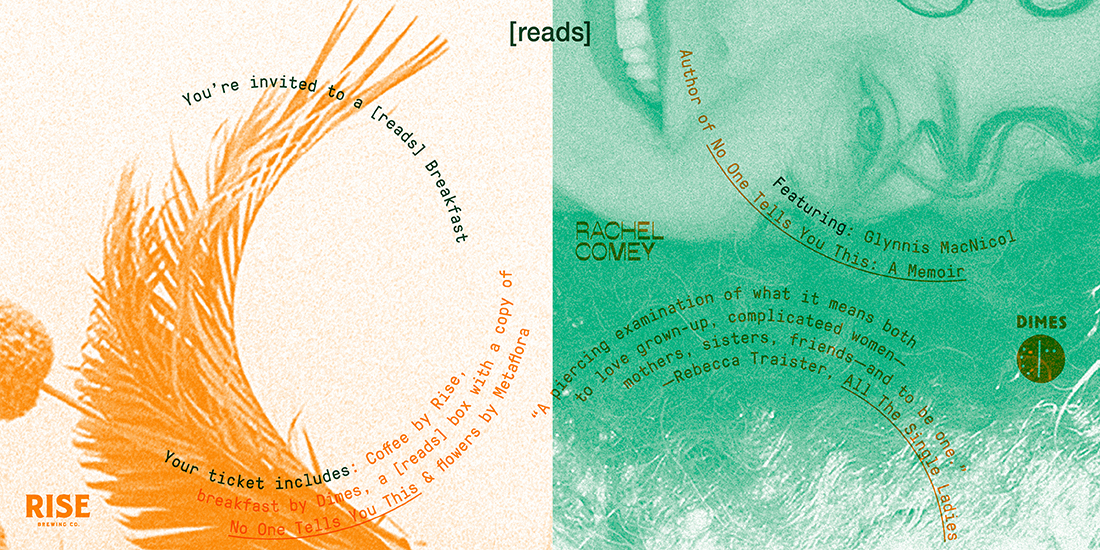 [reads]
You're invited to a [reads] Breakfast
Your ticket includes: Coffee by Rise,
breakfast by Dimes, a [reads] box with a copy of
No One Tells You This & flowers by Metaflora
RISE
BREWING CO.
Author of No One Tells You This: A Memoir
Featuring: Glynnis MacNicol
RACHEL
COMEY
"A piercing examination of what it means both
to love grown-up, complicateed women—
mothers, sisters, friends—and to be one."
—Rebecca Traister, All The Single Ladies
DIMES